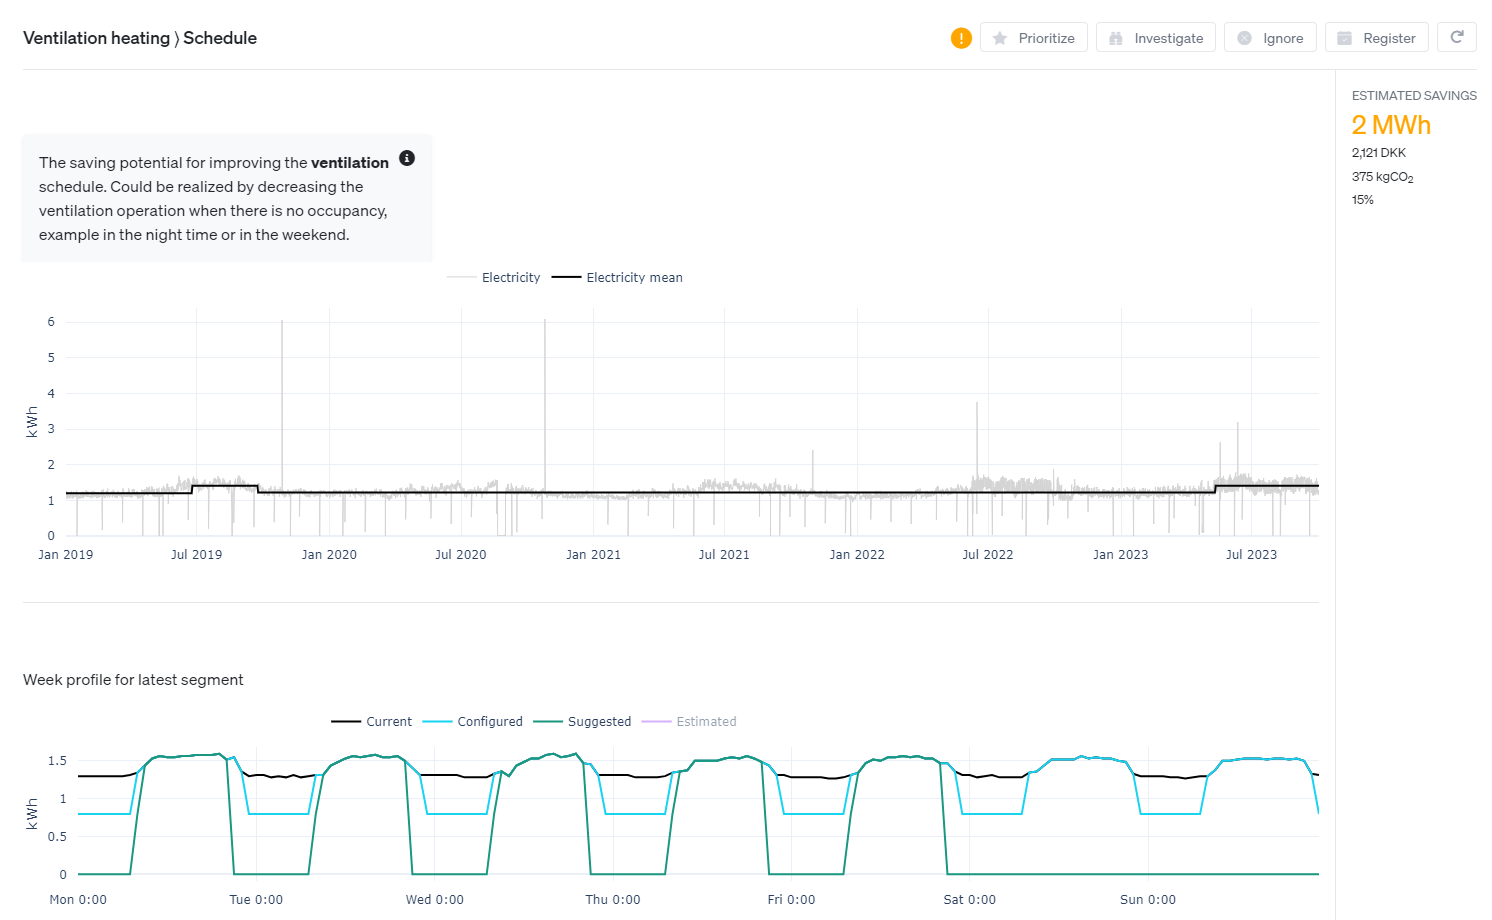 Ventilation heating ⟩ Schedule
Prioritize
Investigate
Ignore
Register
ESTIMATED SAVINGS
2 MWh
2,121 DKK
375 kgCO₂
15%
The saving potential for improving the ventilation
schedule. Could be realized by decreasing the
ventilation operation when there is no occupancy,
example in the night time or in the weekend.
Electricity Electricity mean
6
5
4
3
2
1
0
kWh
Jan 2019 Jul 2019 Jan 2020 Jul 2020 Jan 2021 Jul 2021 Jan 2022 Jul 2022 Jan 2023 Jul 2023
Week profile for latest segment
Current Configured Suggested Estimated
1.5
1
0.5
0
kWh
Mon 0:00 Tue 0:00 Wed 0:00 Thu 0:00 Fri 0:00 Sat 0:00 Sun 0:00